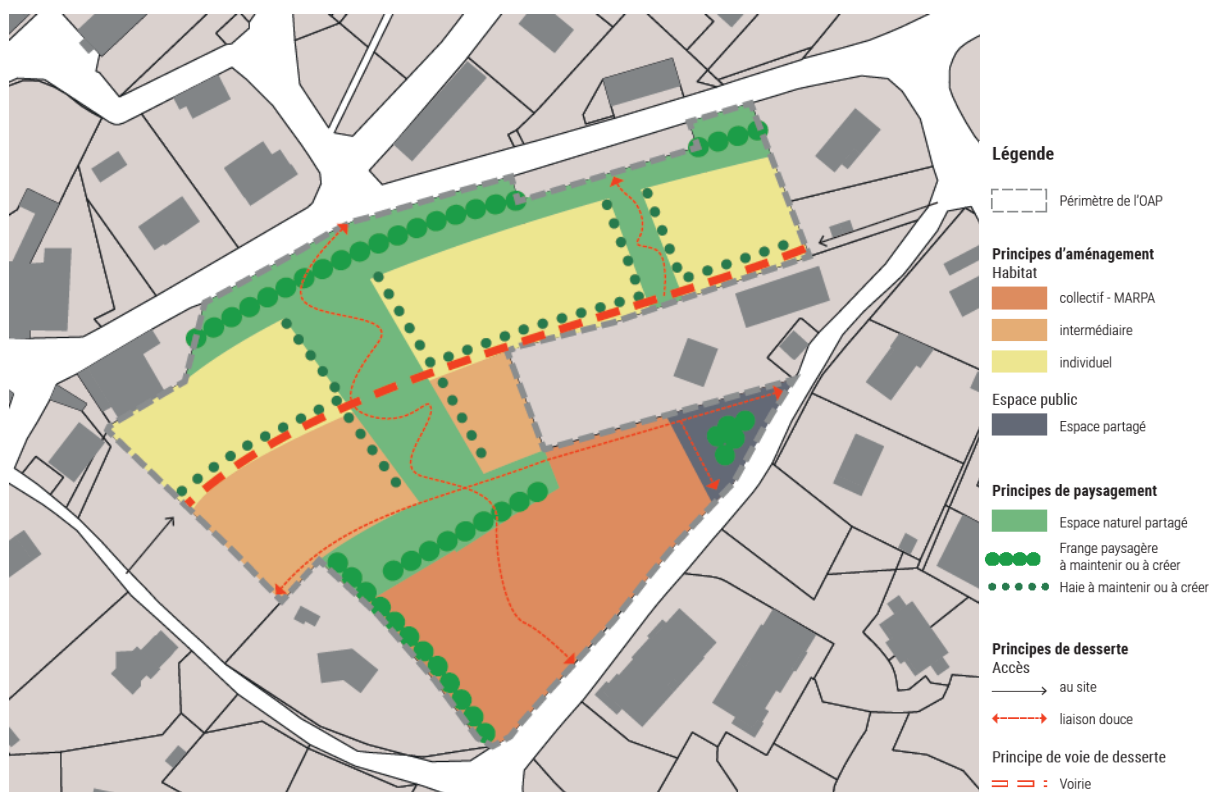 Légende
Périmètre de l'OAP
Principes d'aménagement
Habitat
collectif - MARPA
intermédiaire
individuel
Espace public
Espace partagé
Principes de paysagement
Espace naturel partagé
Frange paysagère
à maintenir ou à créer
Haie à maintenir ou à créer
Principes de desserte
Accès
au site
liaison douce
Principe de voie de desserte
Voirie